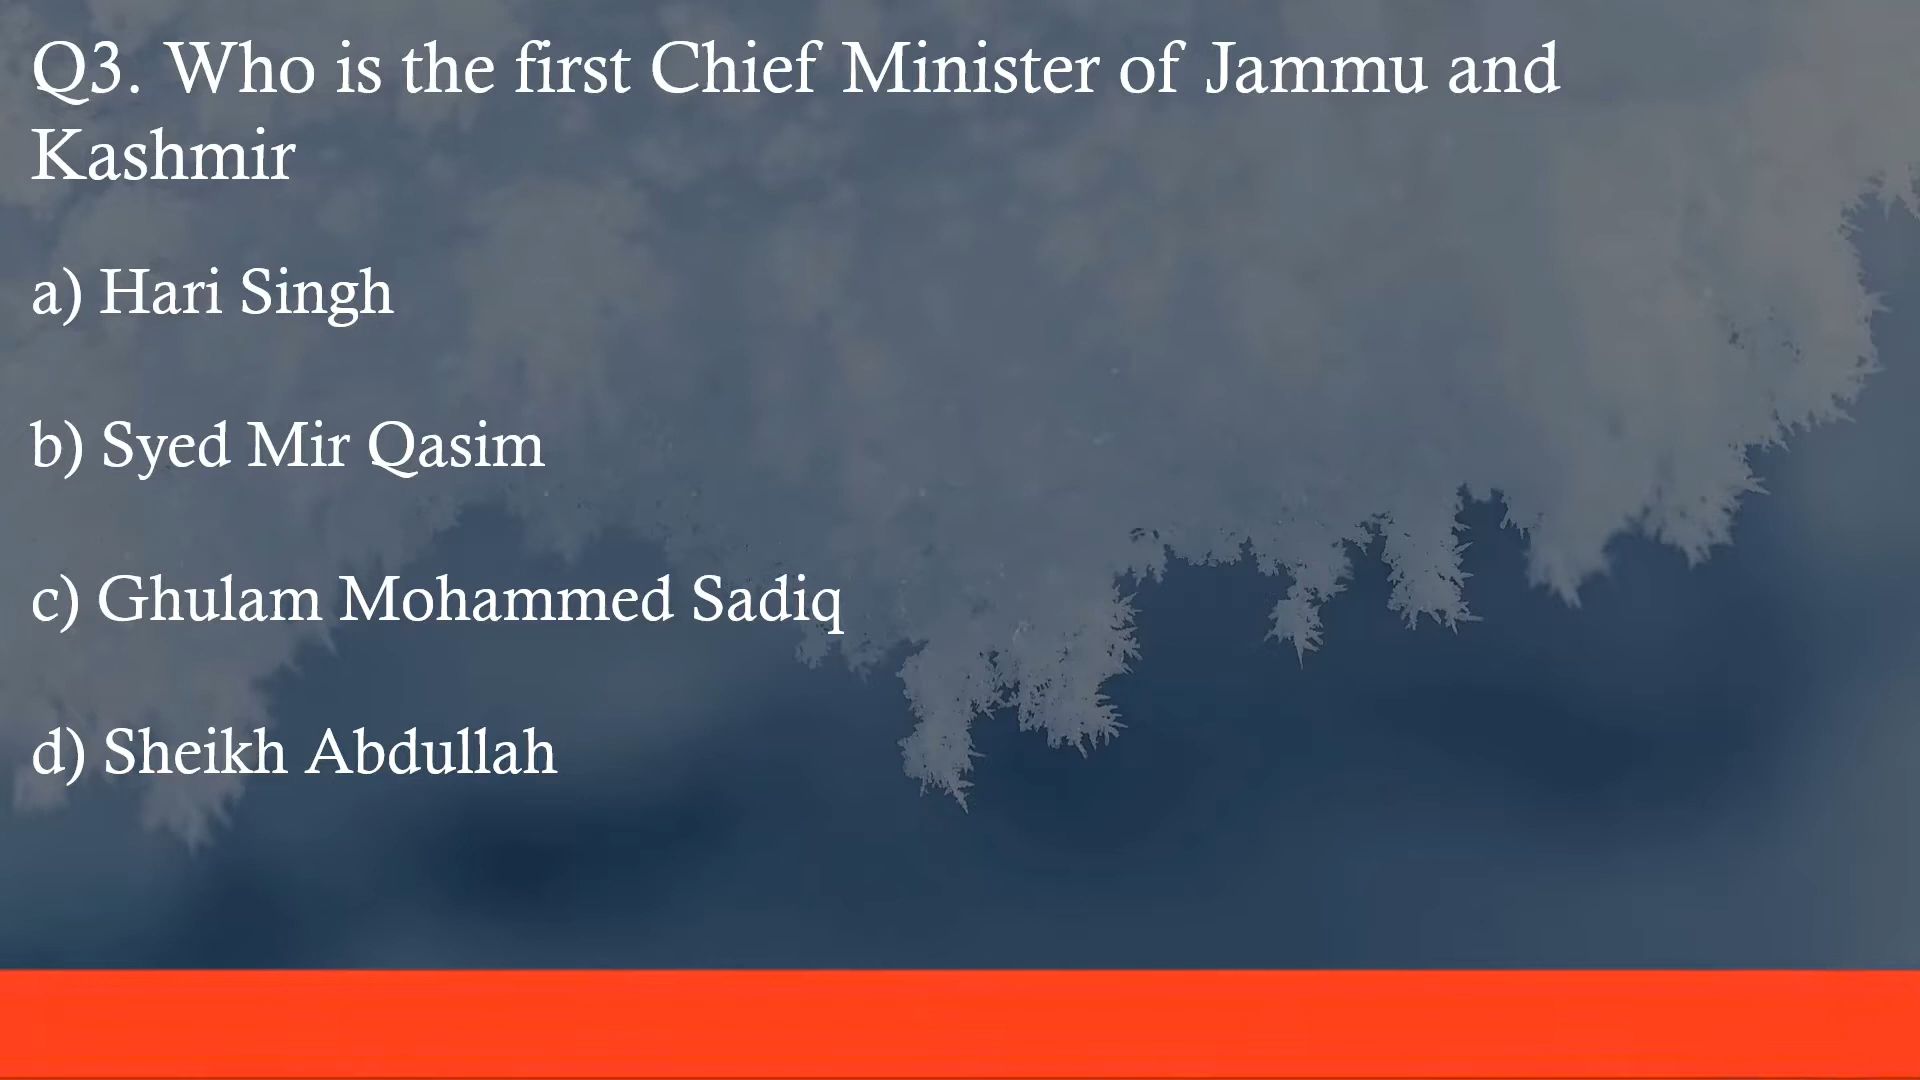 Q3. Who is the first Chief Minister of Jammu and
Kashmir
a) Hari Singh
b) Syed Mir Qasim
c) Ghulam Mohammed Sadiq
d) Sheikh Abdullah